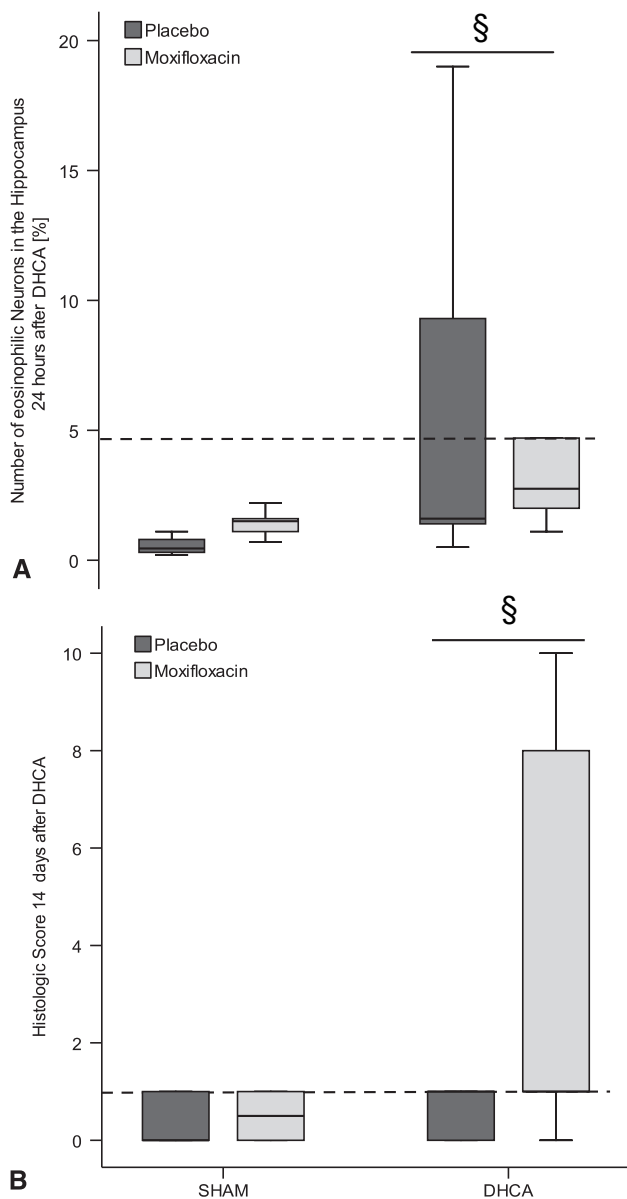 A
Number of eosinophilic Neurons in the Hippocampus
24 hours after DHCA [%]
20
15
10
5
0
Placebo
Moxifloxacin
§
B
Histologic Score 14 days after DHCA
10
8
6
4
2
0
Placebo
Moxifloxacin
§
SHAM
DHCA